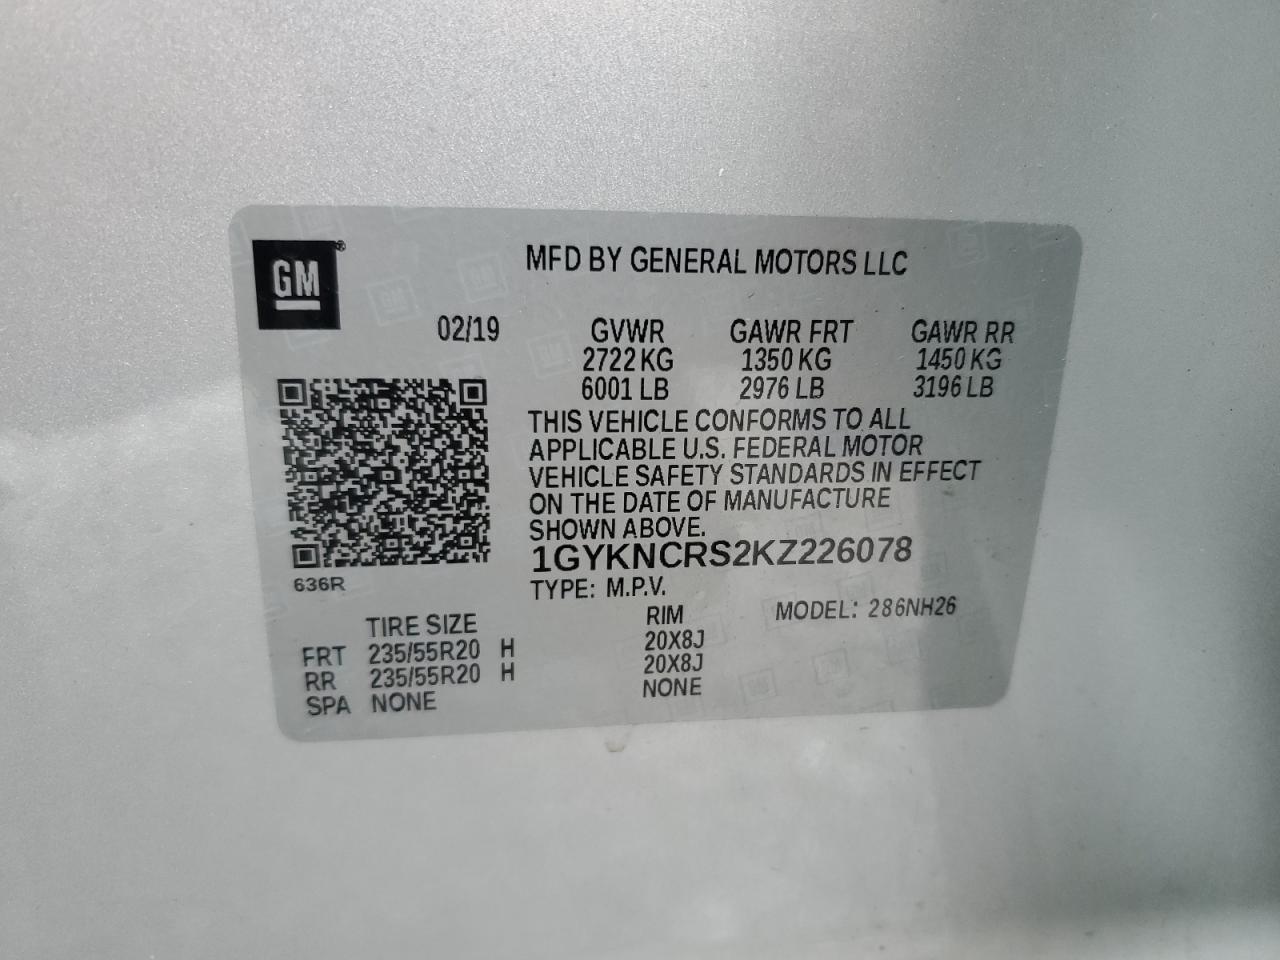 GM®
MFD BY GENERAL MOTORS LLC
02/19 GVWR GAWR FRT GAWR RR
2722 KG 1350 KG 1450 KG
6001 LB 2976 LB 3196 LB
THIS VEHICLE CONFORMS TO ALL
APPLICABLE U.S. FEDERAL MOTOR
VEHICLE SAFETY STANDARDS IN EFFECT
ON THE DATE OF MANUFACTURE
SHOWN ABOVE.
1GYKNCRS2KZ226078
636R
TYPE: M.P.V. MODEL: 286NH26
TIRE SIZE RIM
FRT 235/55R20 H 20X8J
RR 235/55R20 H 20X8J
SPA NONE NONE